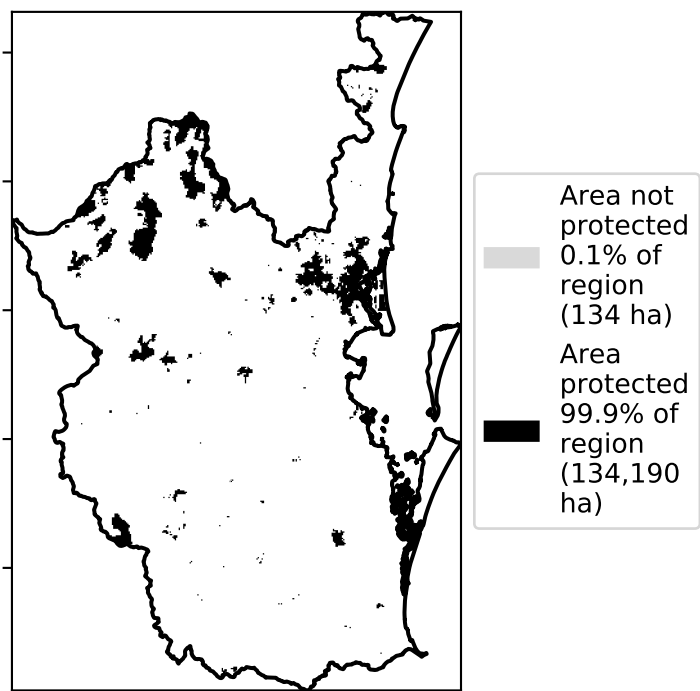 Area not
protected
0.1% of
region
(134 ha)
Area
protected
99.9% of
region
(134,190
ha)